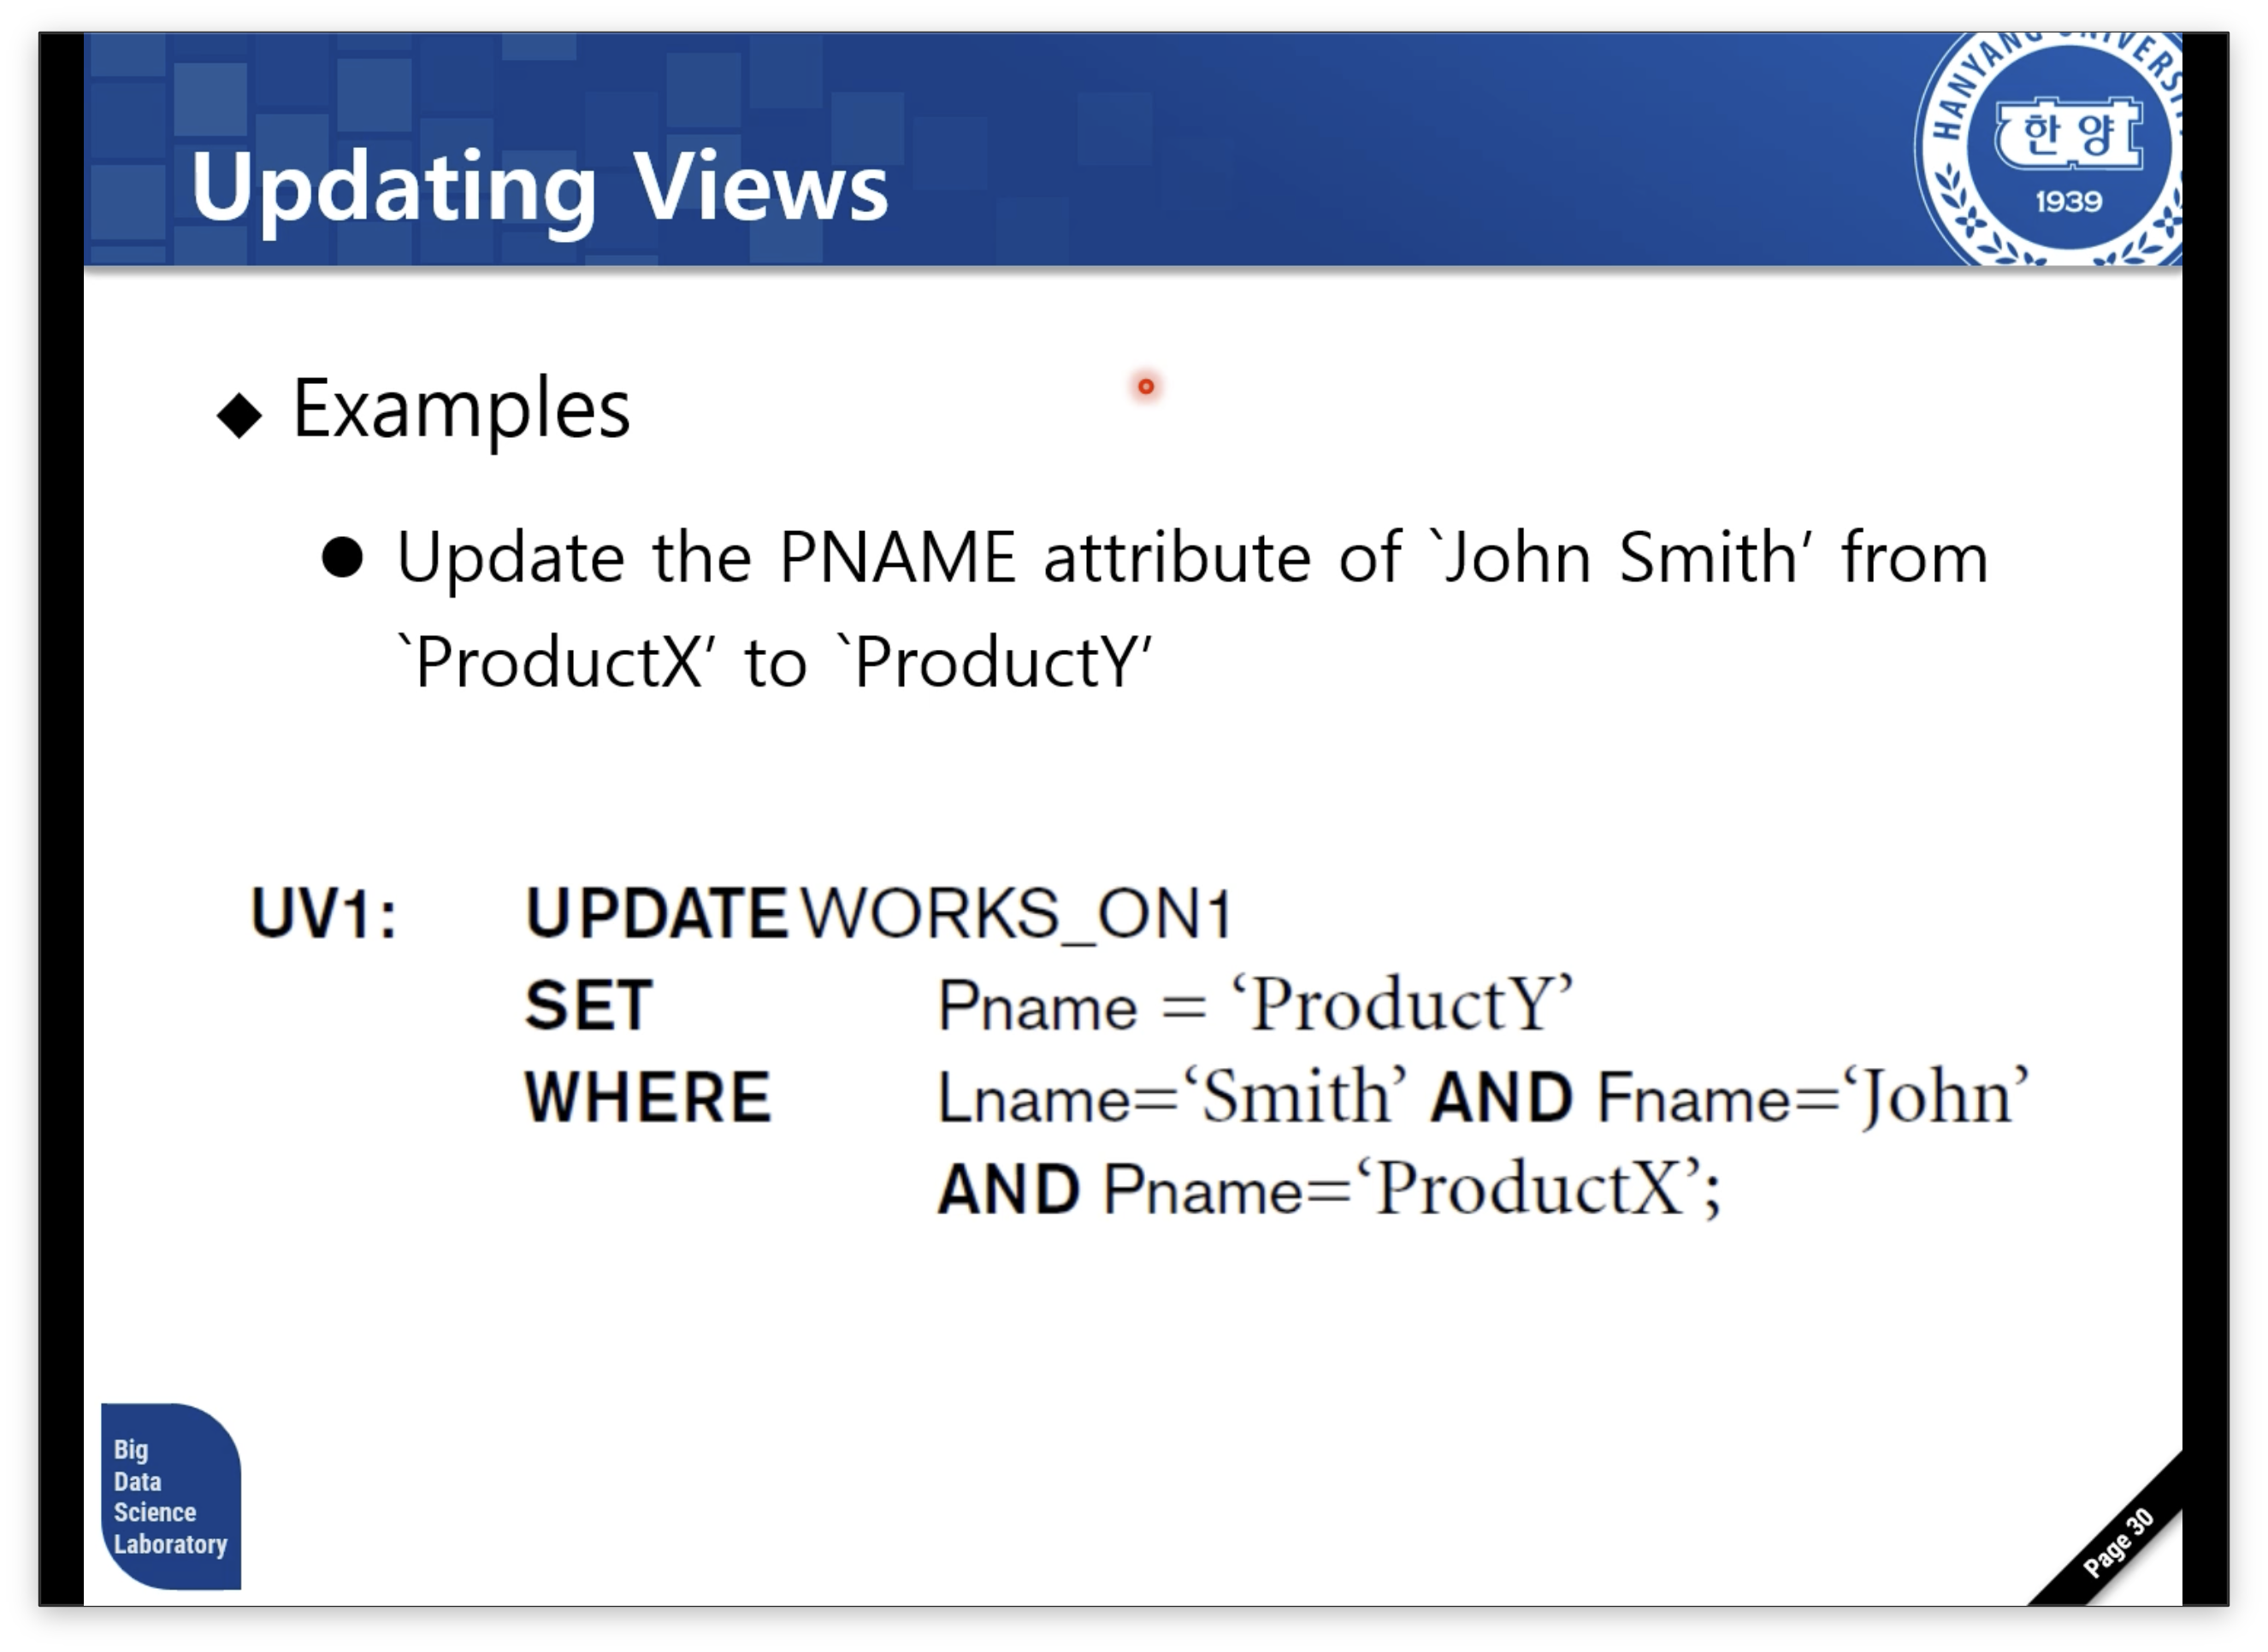 Updating Views
HANYANG UNIVERSIT
한양
1939
◆ Examples
● Update the PNAME attribute of `John Smith’ from
`ProductX’ to `ProductY’
UV1: UPDATE WORKS_ON1
SET Pname = ‘ProductY’
WHERE Lname=‘Smith’ AND Fname=‘John’
AND Pname=‘ProductX’;
Big
Data
Science
Laboratory
Page 30